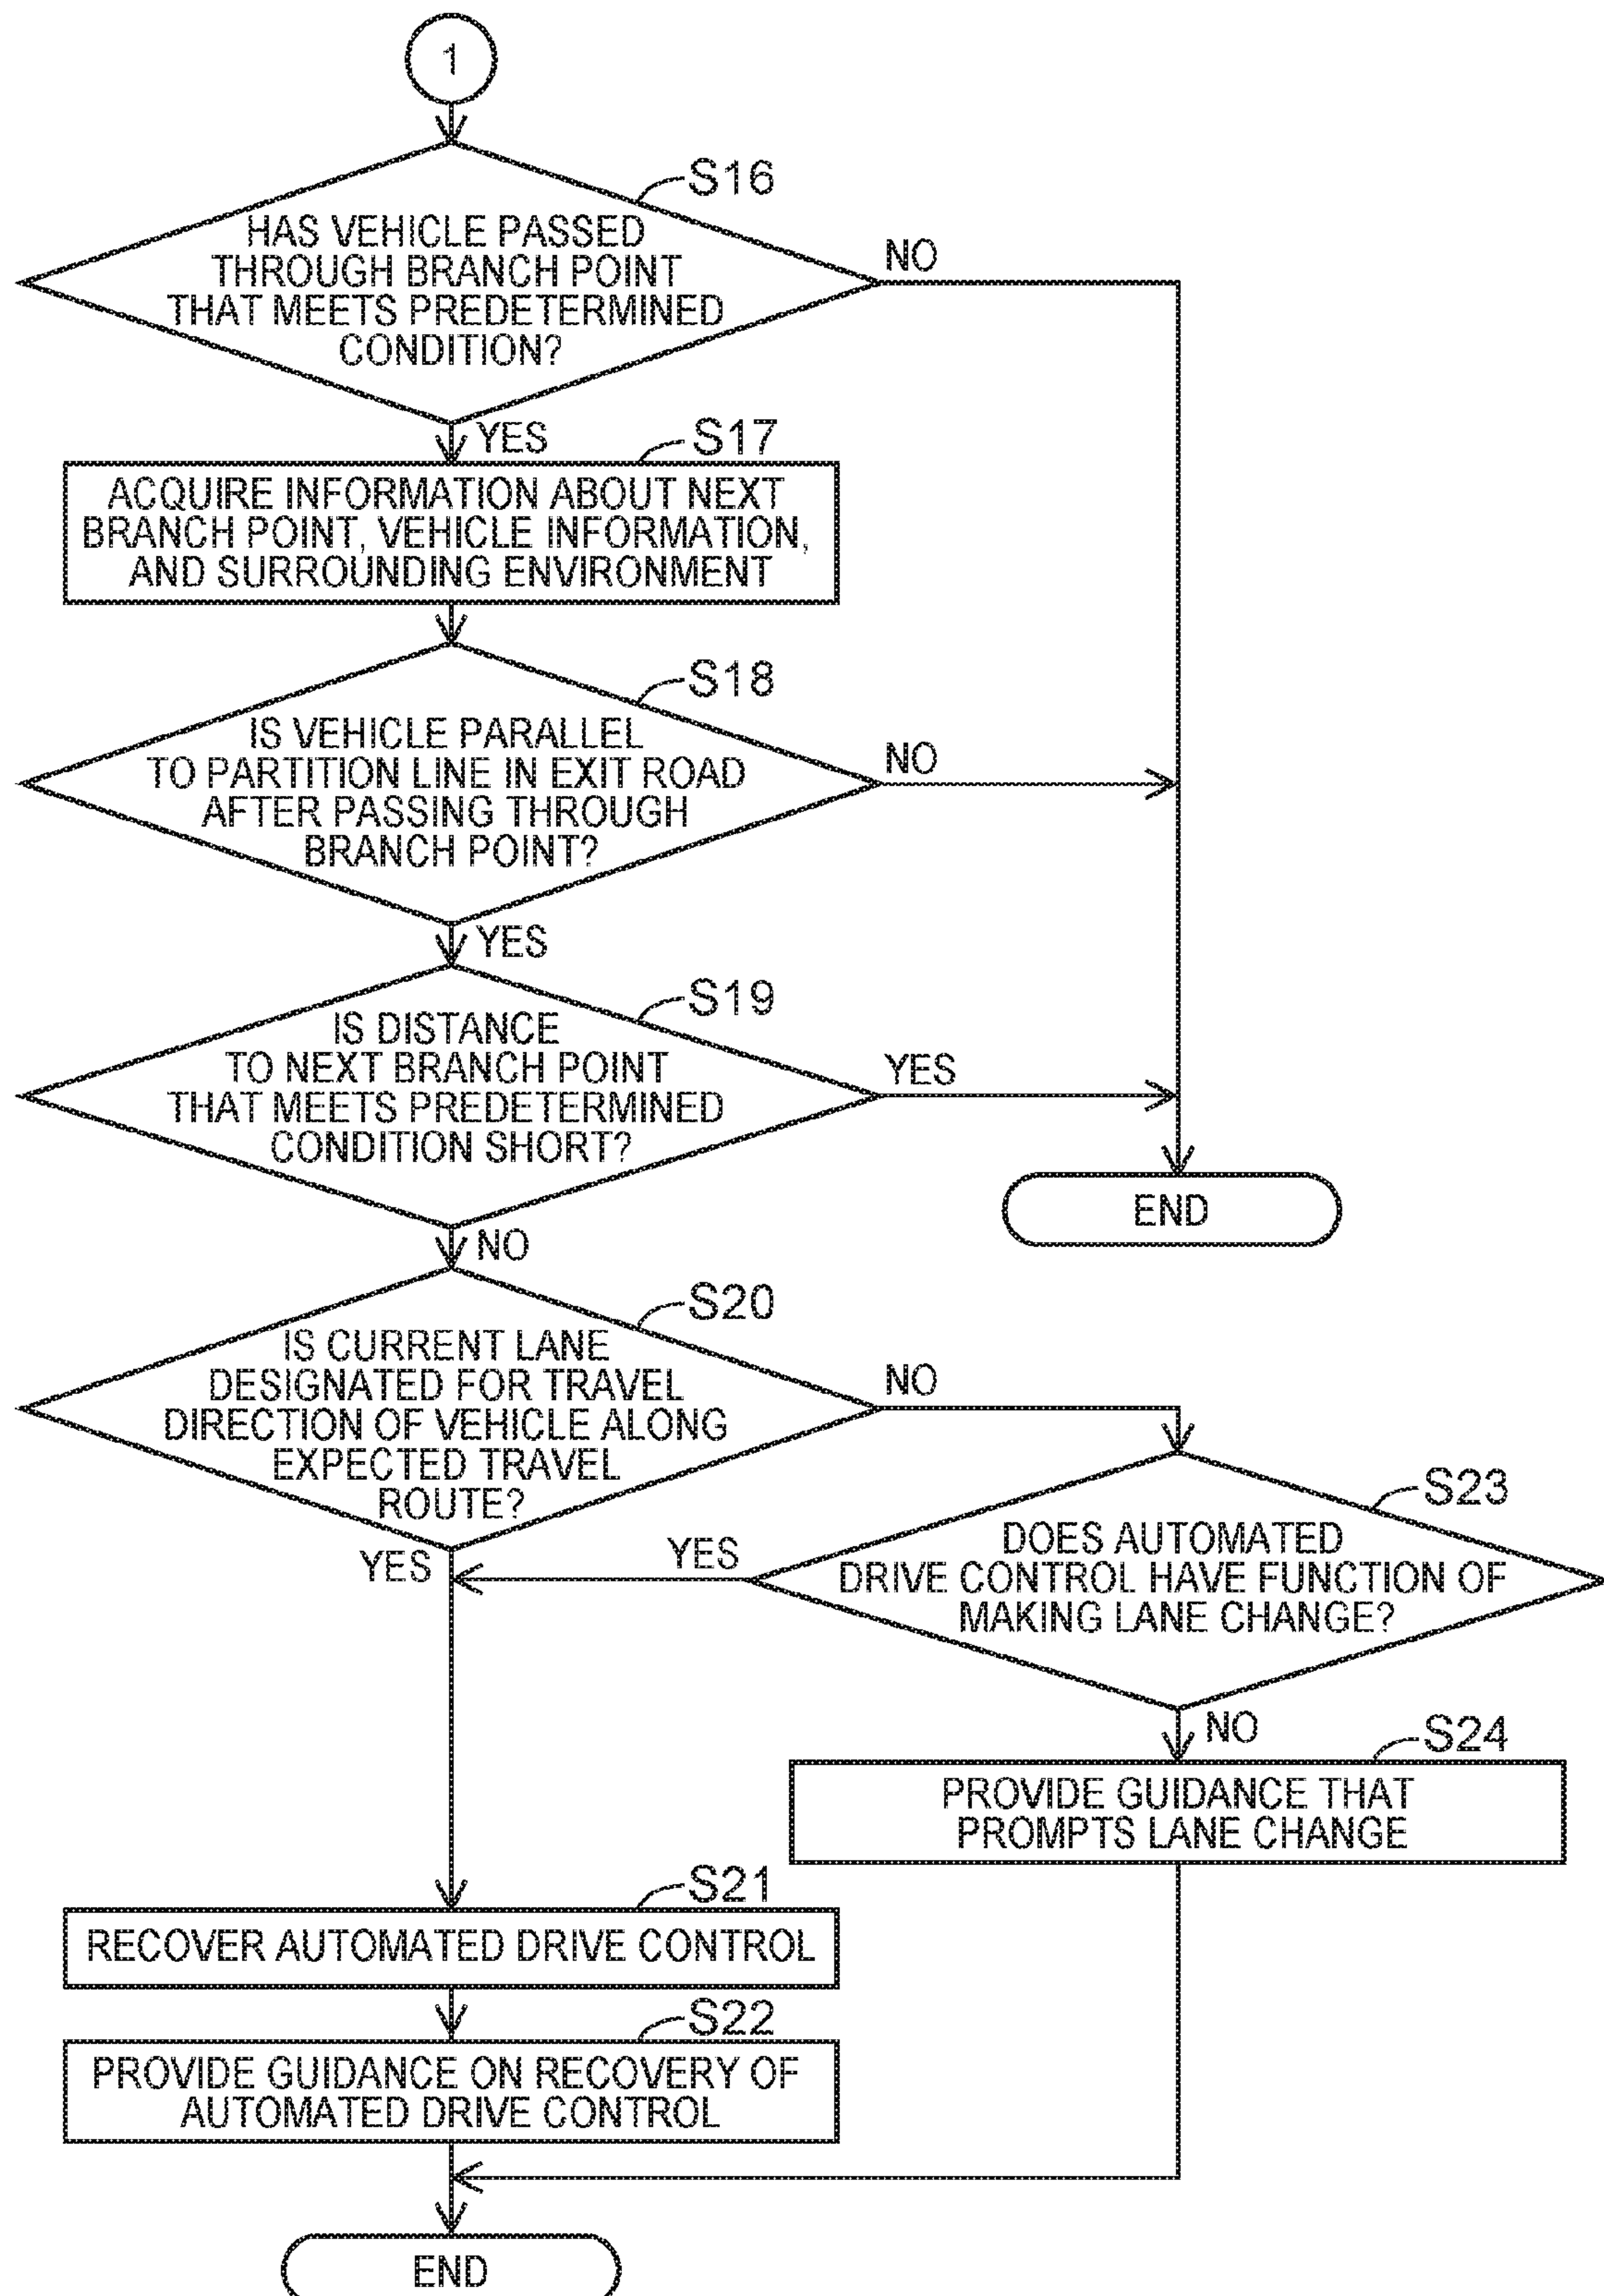 1
S16
HAS VEHICLE PASSED
THROUGH BRANCH POINT
THAT MEETS PREDETERMINED
CONDITION?
NO
YES
S17
ACQUIRE INFORMATION ABOUT NEXT
BRANCH POINT, VEHICLE INFORMATION,
AND SURROUNDING ENVIRONMENT
S18
IS VEHICLE PARALLEL
TO PARTITION LINE IN EXIT ROAD
AFTER PASSING THROUGH
BRANCH POINT?
NO
YES
S19
IS DISTANCE
TO NEXT BRANCH POINT
THAT MEETS PREDETERMINED
CONDITION SHORT?
YES
END
NO
S20
IS CURRENT LANE
DESIGNATED FOR TRAVEL
DIRECTION OF VEHICLE ALONG
EXPECTED TRAVEL
ROUTE?
NO
YES
S23
DOES AUTOMATED
DRIVE CONTROL HAVE FUNCTION OF
MAKING LANE CHANGE?
YES
NO
S24
PROVIDE GUIDANCE THAT
PROMPTS LANE CHANGE
S21
RECOVER AUTOMATED DRIVE CONTROL
S22
PROVIDE GUIDANCE ON RECOVERY OF
AUTOMATED DRIVE CONTROL
END